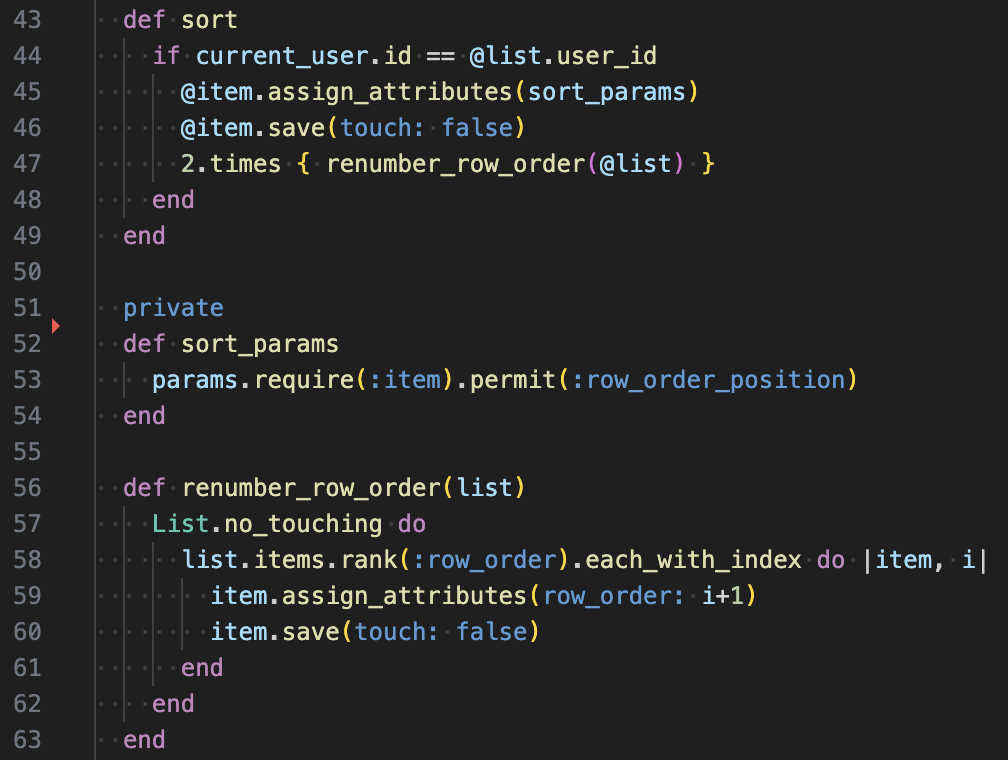 43 def sort
44 if current_user.id == @list.user_id
45 @item.assign_attributes(sort_params)
46 @item.save(touch: false)
47 2.times { renumber_row_order(@list) }
48 end
49 end
50
51 private
52 def sort_params
53 params.require(:item).permit(:row_order_position)
54 end
55
56 def renumber_row_order(list)
57 List.no_touching do
58 list.items.rank(:row_order).each_with_index do |item, i|
59 item.assign_attributes(row_order: i+1)
60 item.save(touch: false)
61 end
62 end
63 end